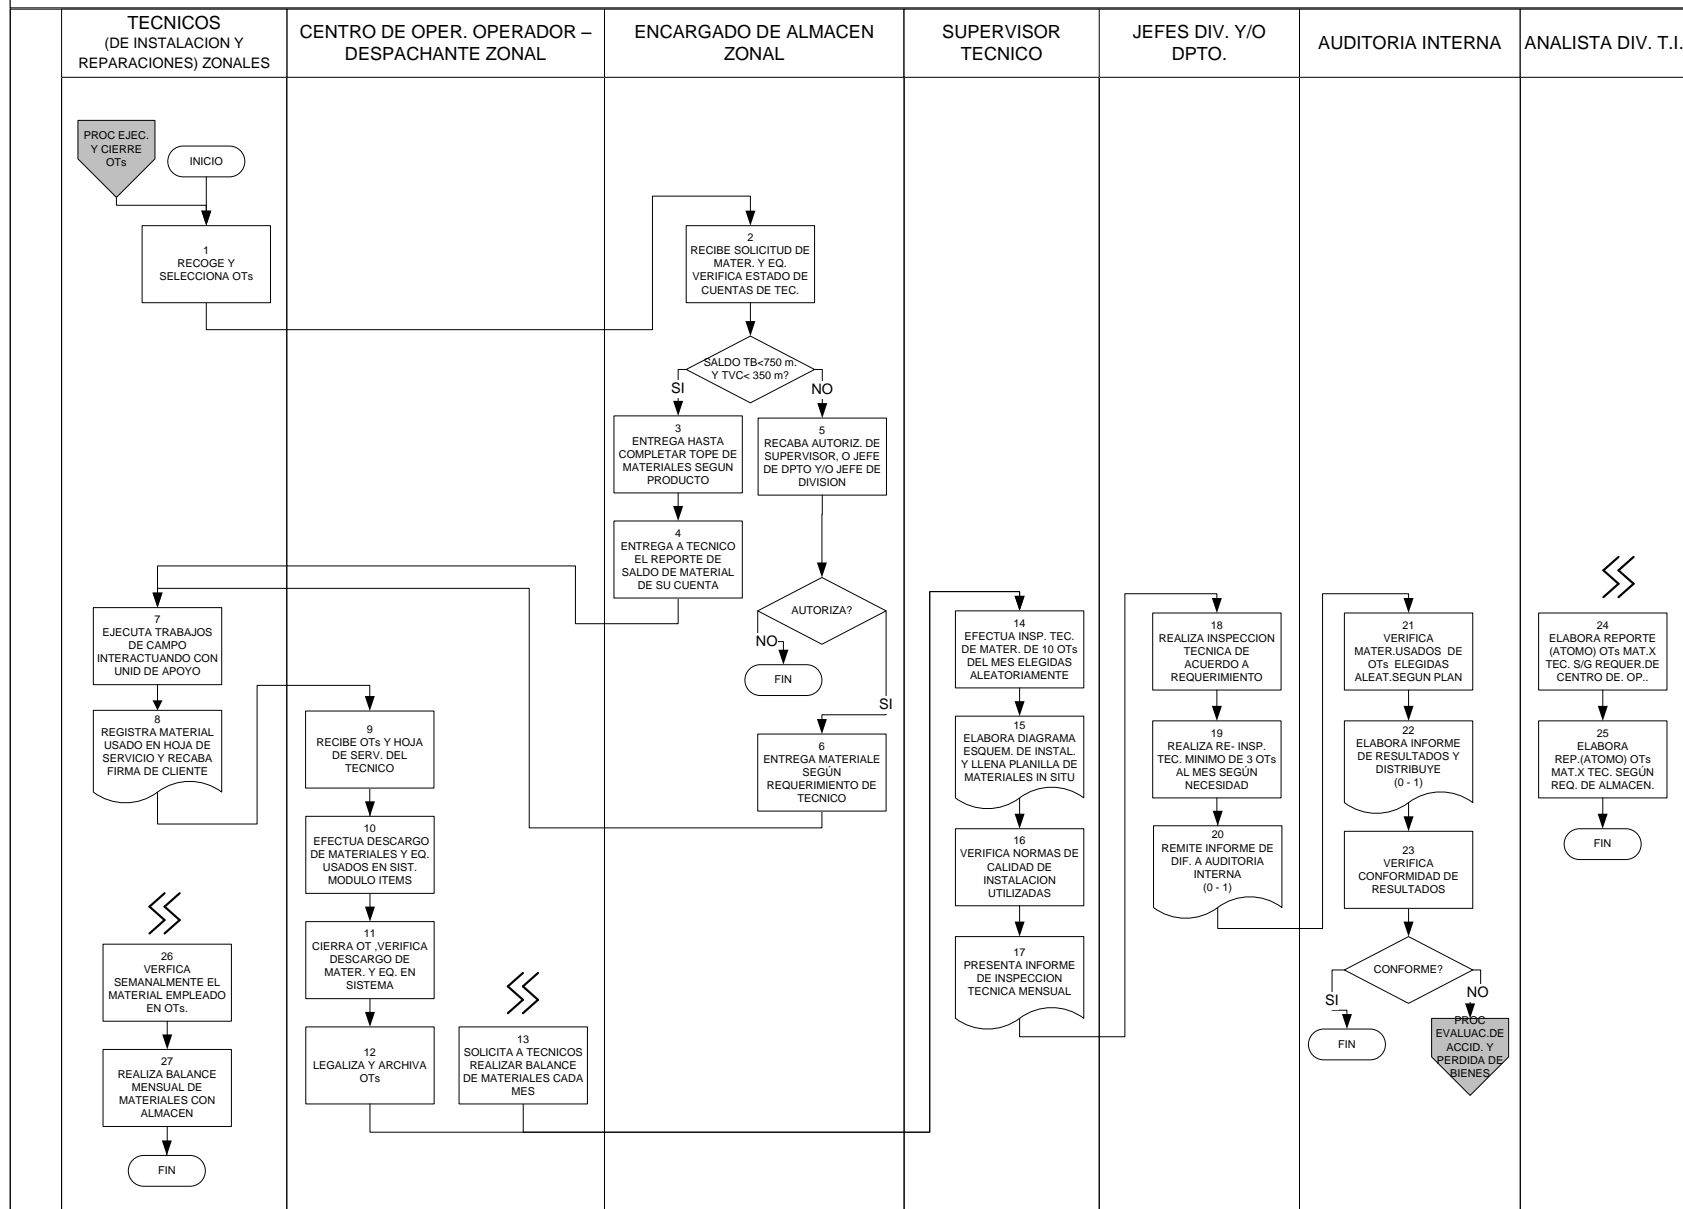 TECNICOS
(DE INSTALACION Y
REPARACIONES) ZONALES
CENTRO DE OPER. OPERADOR –
DESPACHANTE ZONAL
ENCARGADO DE ALMACEN
ZONAL
SUPERVISOR
TECNICO
JEFES DIV. Y/O
DPTO.
AUDITORIA INTERNA
ANALISTA DIV. T.I.
PROC EJEC.
Y CIERRE
OTs
INICIO
1
RECOGE Y
SELECCIONA OTs
2
RECIBE SOLICITUD DE
MATER. Y EQ.
VERIFICA ESTADO DE
CUENTAS DE TEC.
SALDO TB<750 m.
Y TVC< 350 m?
SI
NO
3
ENTREGA HASTA
COMPLETAR TOPE DE
MATERIALES SEGUN
PRODUCTO
5
RECABA AUTORIZ. DE
SUPERVISOR, O JEFE
DE DPTO Y/O JEFE DE
DIVISION
4
ENTREGA A TECNICO
EL REPORTE DE
SALDO DE MATERIAL
DE SU CUENTA
AUTORIZA?
NO
FIN
SI
6
ENTREGA MATERIALE
SEGÚN
REQUERIMIENTO DE
TECNICO
7
EJECUTA TRABAJOS
DE CAMPO
INTERACTUANDO CON
UNID DE APOYO
8
REGISTRA MATERIAL
USADO EN HOJA DE
SERVICIO Y RECABA
FIRMA DE CLIENTE
9
RECIBE OTs Y HOJA
DE SERV. DEL
TECNICO
10
EFECTUA DESCARGO
DE MATERIALES Y EQ.
USADOS EN SIST.
MODULO ITEMS
11
CIERRA OT ,VERIFICA
DESCARGO DE
MATER. Y EQ. EN
SISTEMA
12
LEGALIZA Y ARCHIVA
OTs
13
SOLICITA A TECNICOS
REALIZAR BALANCE
DE MATERIALES CADA
MES
14
EFECTUA INSP. TEC.
DE MATER. DE 10 OTs
DEL MES ELEGIDAS
ALEATORIAMENTE
15
ELABORA DIAGRAMA
ESQUEM. DE INSTAL.
Y LLENA PLANILLA DE
MATERIALES IN SITU
16
VERIFICA NORMAS DE
CALIDAD DE
INSTALACION
UTILIZADAS
17
PRESENTA INFORME
DE INSPECCION
TECNICA MENSUAL
18
REALIZA INSPECCION
TECNICA DE
ACUERDO A
REQUERIMIENTO
19
REALIZA RE- INSP.
TEC. MINIMO DE 3 OTs
AL MES SEGÚN
NECESIDAD
20
REMITE INFORME DE
DIF. A AUDITORIA
INTERNA
(0 - 1)
21
VERIFICA
MATER.USADOS DE
OTs ELEGIDAS
ALEAT.SEGUN PLAN
22
ELABORA INFORME
DE RESULTADOS Y
DISTRIBUYE
(0 - 1)
23
VERIFICA
CONFORMIDAD DE
RESULTADOS
CONFORME?
SI
NO
FIN
PROC
EVALUAC.DE
ACCID. Y
PERDIDA DE
BIENES
24
ELABORA REPORTE
(ATOMO) OTs MAT.X
TEC. S/G REQUER.DE
CENTRO DE. OP..
25
ELABORA
REP.(ATOMO) OTs
MAT.X TEC. SEGÚN
REQ. DE ALMACEN.
FIN
26
VERFICA
SEMANALMENTE EL
MATERIAL EMPLEADO
EN OTs.
27
REALIZA BALANCE
MENSUAL DE
MATERIALES CON
ALMACEN
FIN